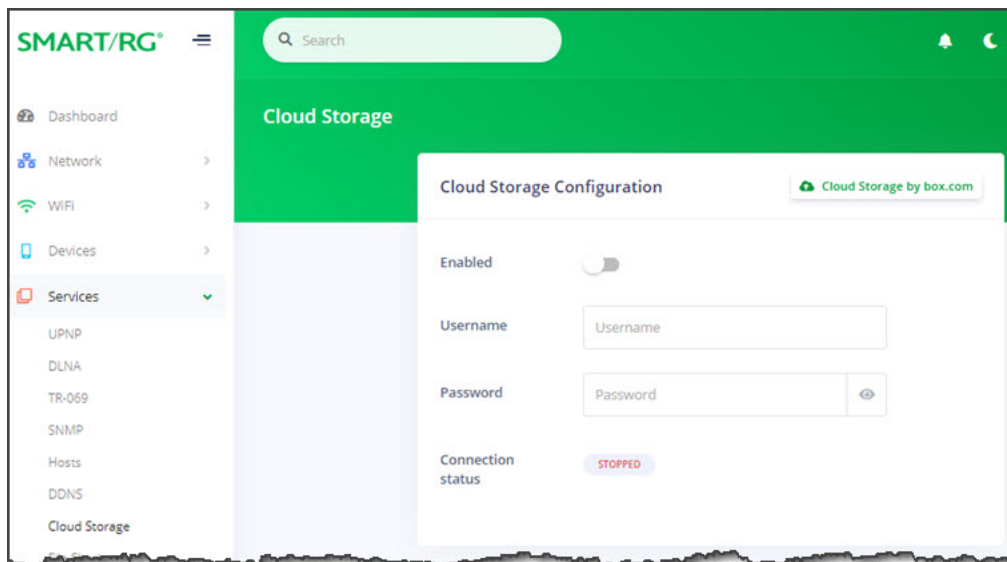 SMART/RG®
Search
Dashboard
Network
WiFi
Devices
Services
UPNP
DLNA
TR-069
SNMP
Hosts
DDNS
Cloud Storage
Cloud Storage
Cloud Storage Configuration
Cloud Storage by box.com
Enabled
Username
Username
Password
Password
Connection
status
STOPPED